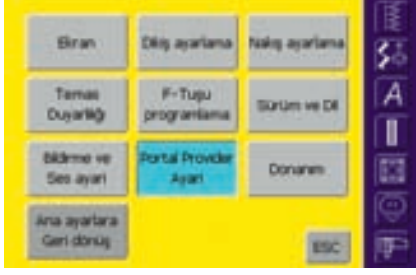 Ekran
Dikiş ayarlama
Nakış ayarlama
Temas
Duyarlılığı
F-Tuşu
programlama
Sürüm ve Dil
Bildirme ve
Ses ayarı
Portal Provider
Ayarı
Donanım
Ana ayarlara
Geri dönüş
ESC
A